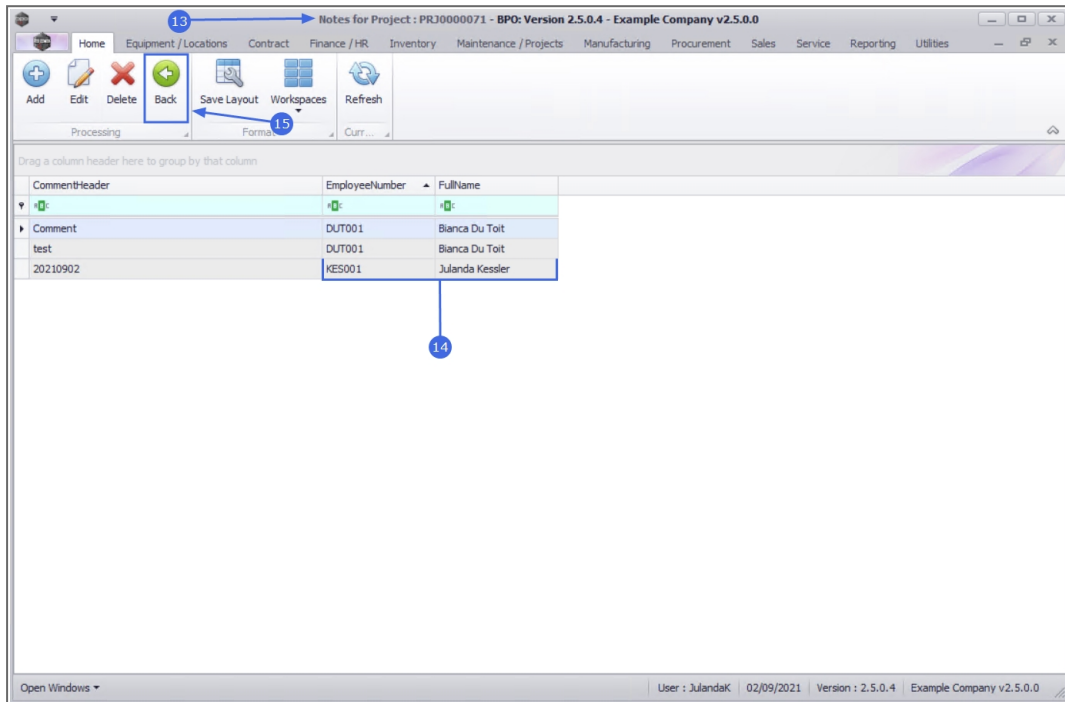 13
Notes for Project : PRJ0000071 - BPO: Version 2.5.0.4 - Example Company v2.5.0.0
Home Equipment / Locations Contract Finance / HR Inventory Maintenance / Projects Manufacturing Procurement Sales Service Reporting Utilities
Add Edit Delete Back Save Layout Workspaces Refresh
15
Processing Format Curr...
Drag a column header here to group by that column
CommentHeader EmployeeNumber FullName
Comment DUT001 Bianca Du Toit
test DUT001 Bianca Du Toit
20210902 KES001 Julanda Kessler
14
Open Windows User : JulandaK 02/09/2021 Version : 2.5.0.4 Example Company v2.5.0.0